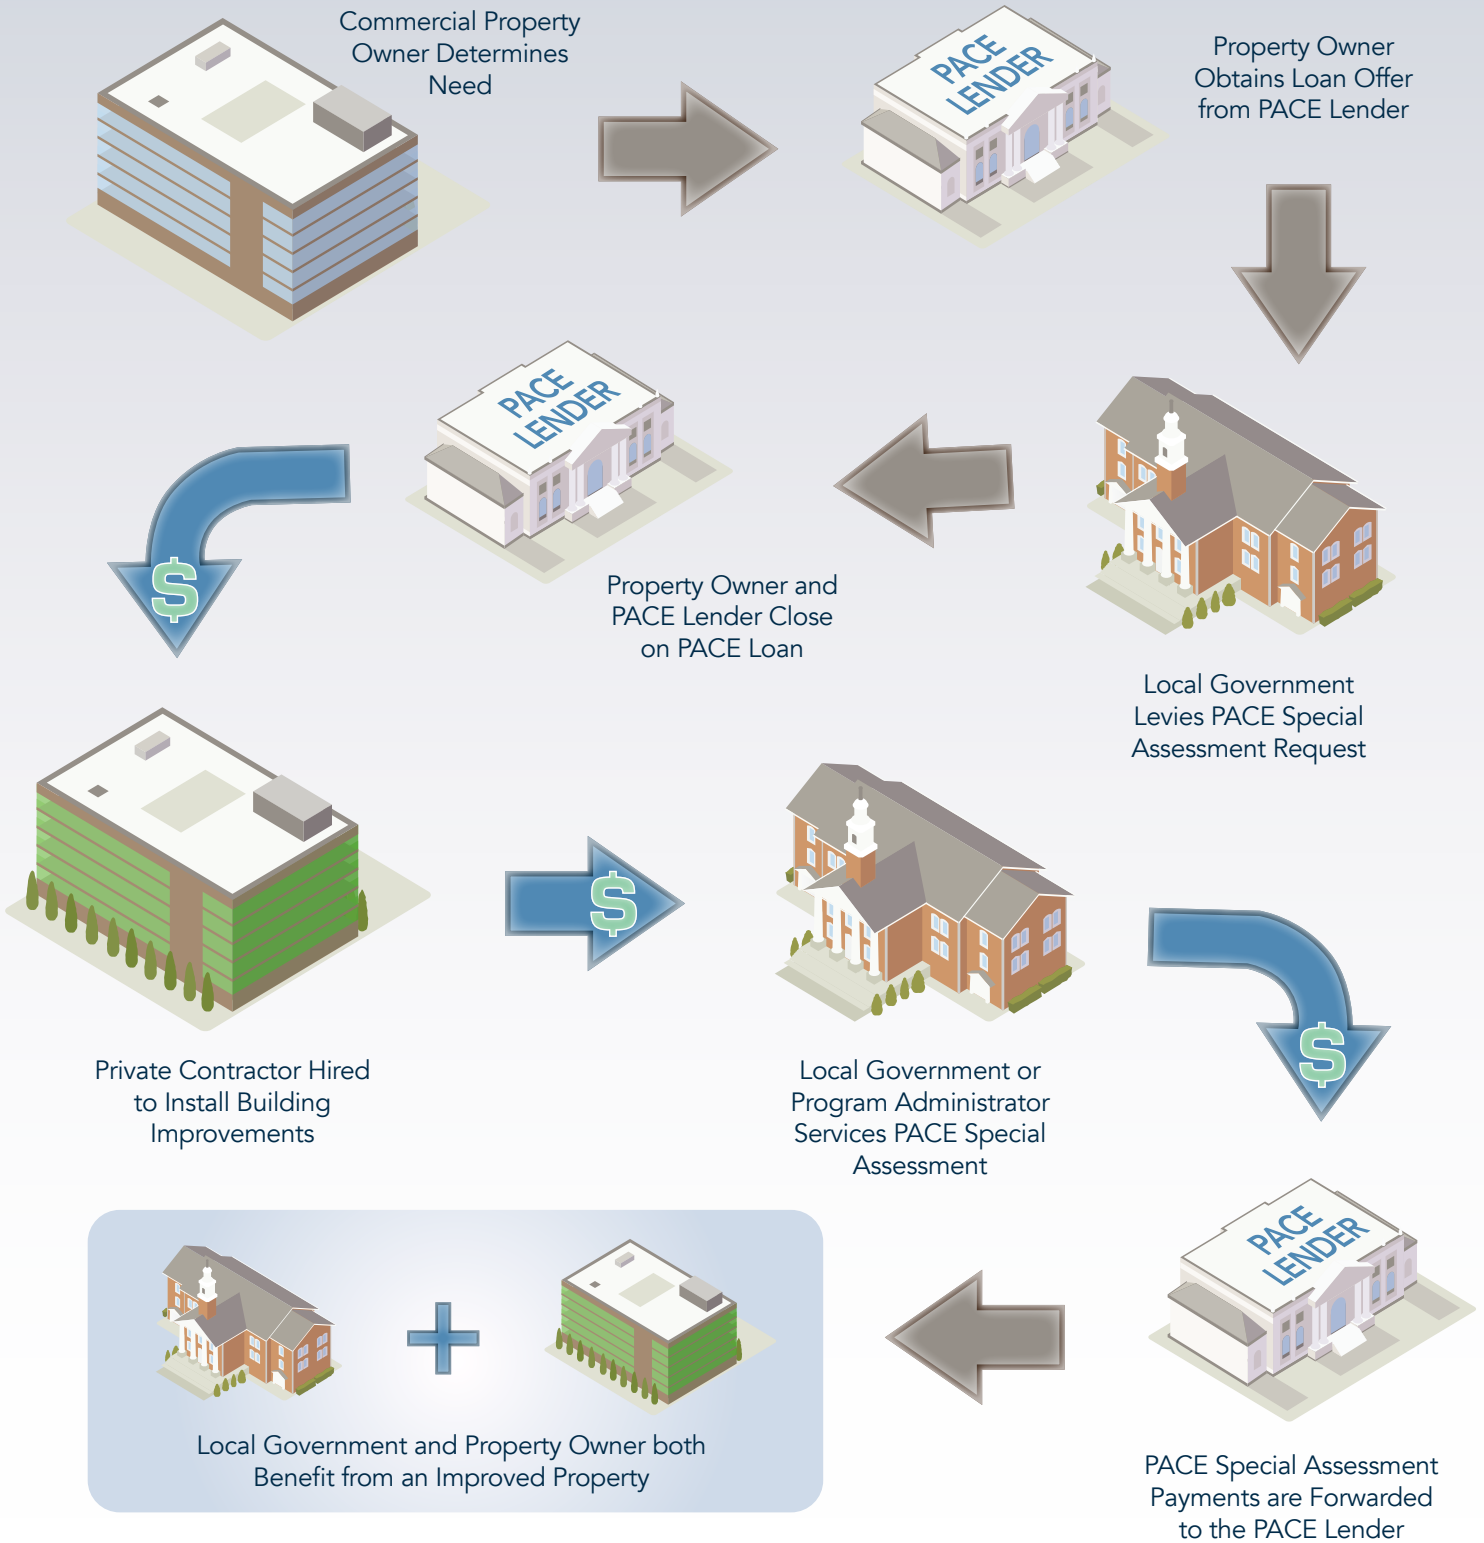 Commercial Property
Owner Determines
Need
PACE
LENDER
Property Owner
Obtains Loan Offer
from PACE Lender
PACE
LENDER
Property Owner and
PACE Lender Close
on PACE Loan
Local Government
Levies PACE Special
Assessment Request
$
Private Contractor Hired
to Install Building
Improvements
$
Local Government or
Program Administrator
Services PACE Special
Assessment
$
PACE
LENDER
PACE Special Assessment
Payments are Forwarded
to the PACE Lender
Local Government and Property Owner both
Benefit from an Improved Property